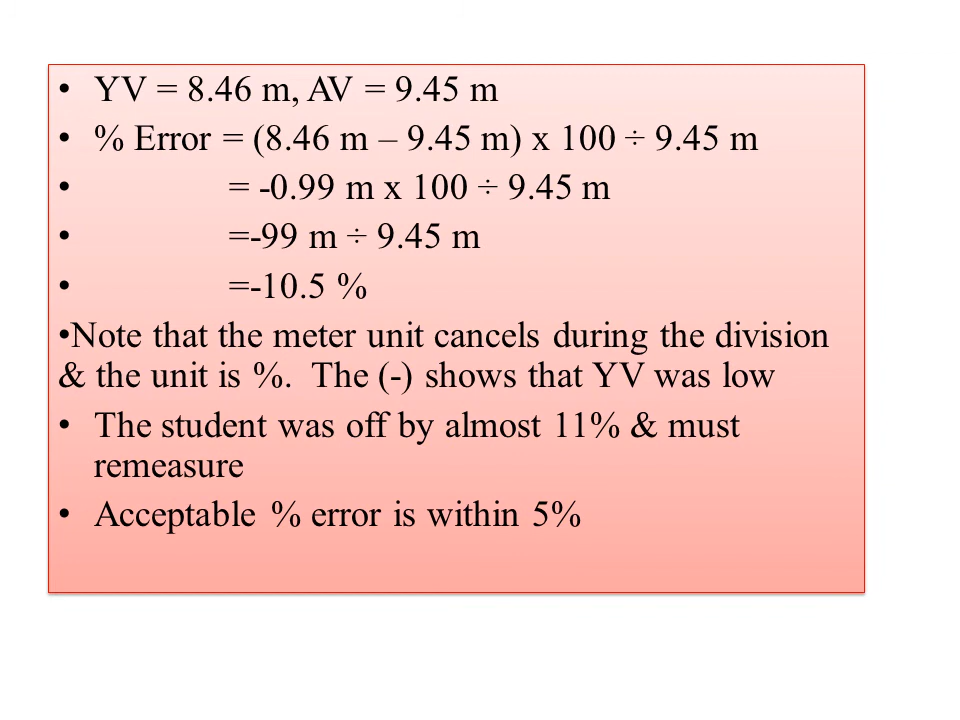 • YV = 8.46 m, AV = 9.45 m
• % Error = (8.46 m – 9.45 m) x 100 ÷ 9.45 m
• = -0.99 m x 100 ÷ 9.45 m
• =-99 m ÷ 9.45 m
• =-10.5 %
•Note that the meter unit cancels during the division
& the unit is %. The (-) shows that YV was low
• The student was off by almost 11% & must
remeasure
• Acceptable % error is within 5%